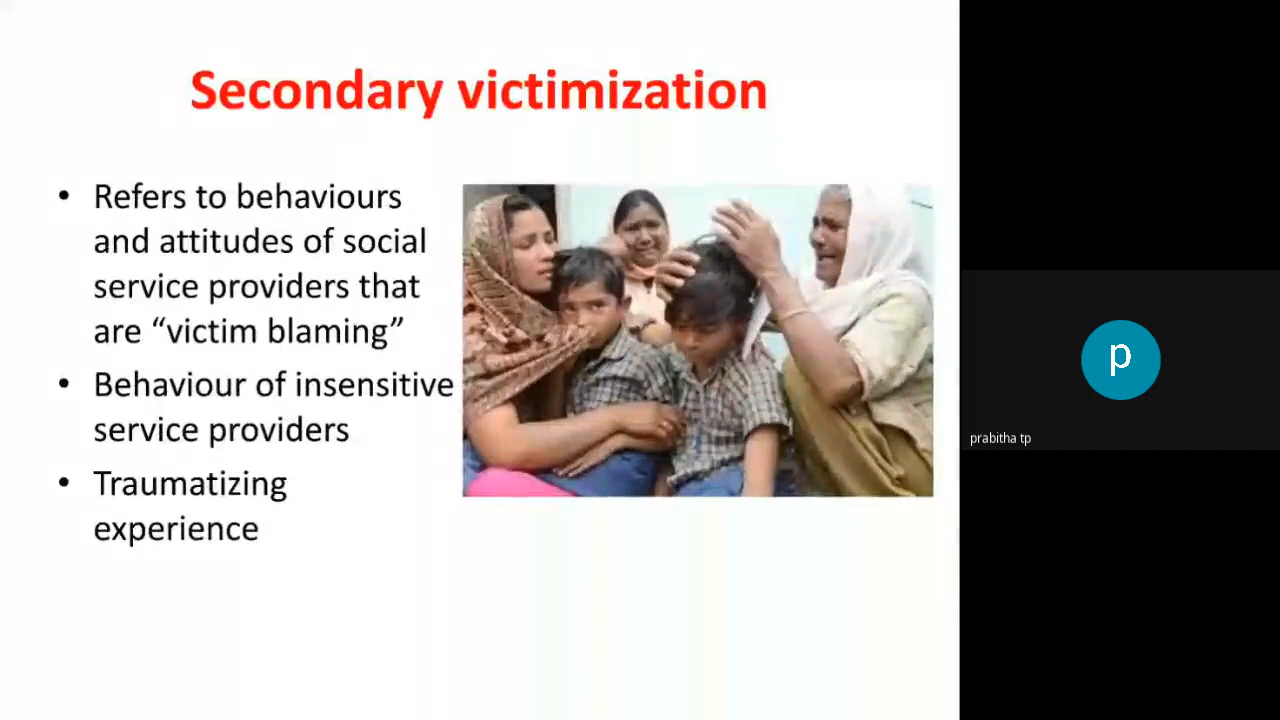 Secondary victimization
• Refers to behaviours
and attitudes of social
service providers that
are “victim blaming”
• Behaviour of insensitive
service providers
• Traumatizing
experience
p
prabitha tp